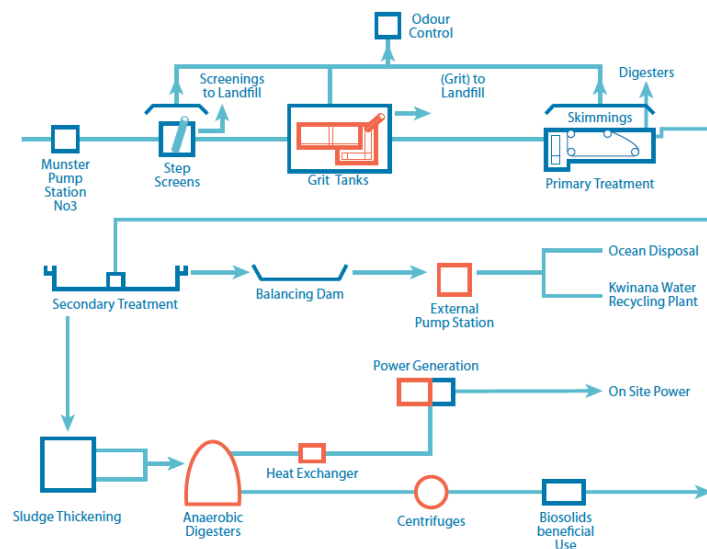 Odour
Control
Screenings
to Landfill
(Grit) to
Landfill
Digesters
Skimmings
Munster
Pump
Station
No3
Step
Screens
Grit Tanks
Primary Treatment
Secondary Treatment
Balancing Dam
External
Pump Station
Ocean Disposal
Kwinana Water
Recycling Plant
Power Generation
On Site Power
Heat Exchanger
Sludge Thickening
Anaerobic
Digesters
Centrifuges
Biosolids
beneficial
Use